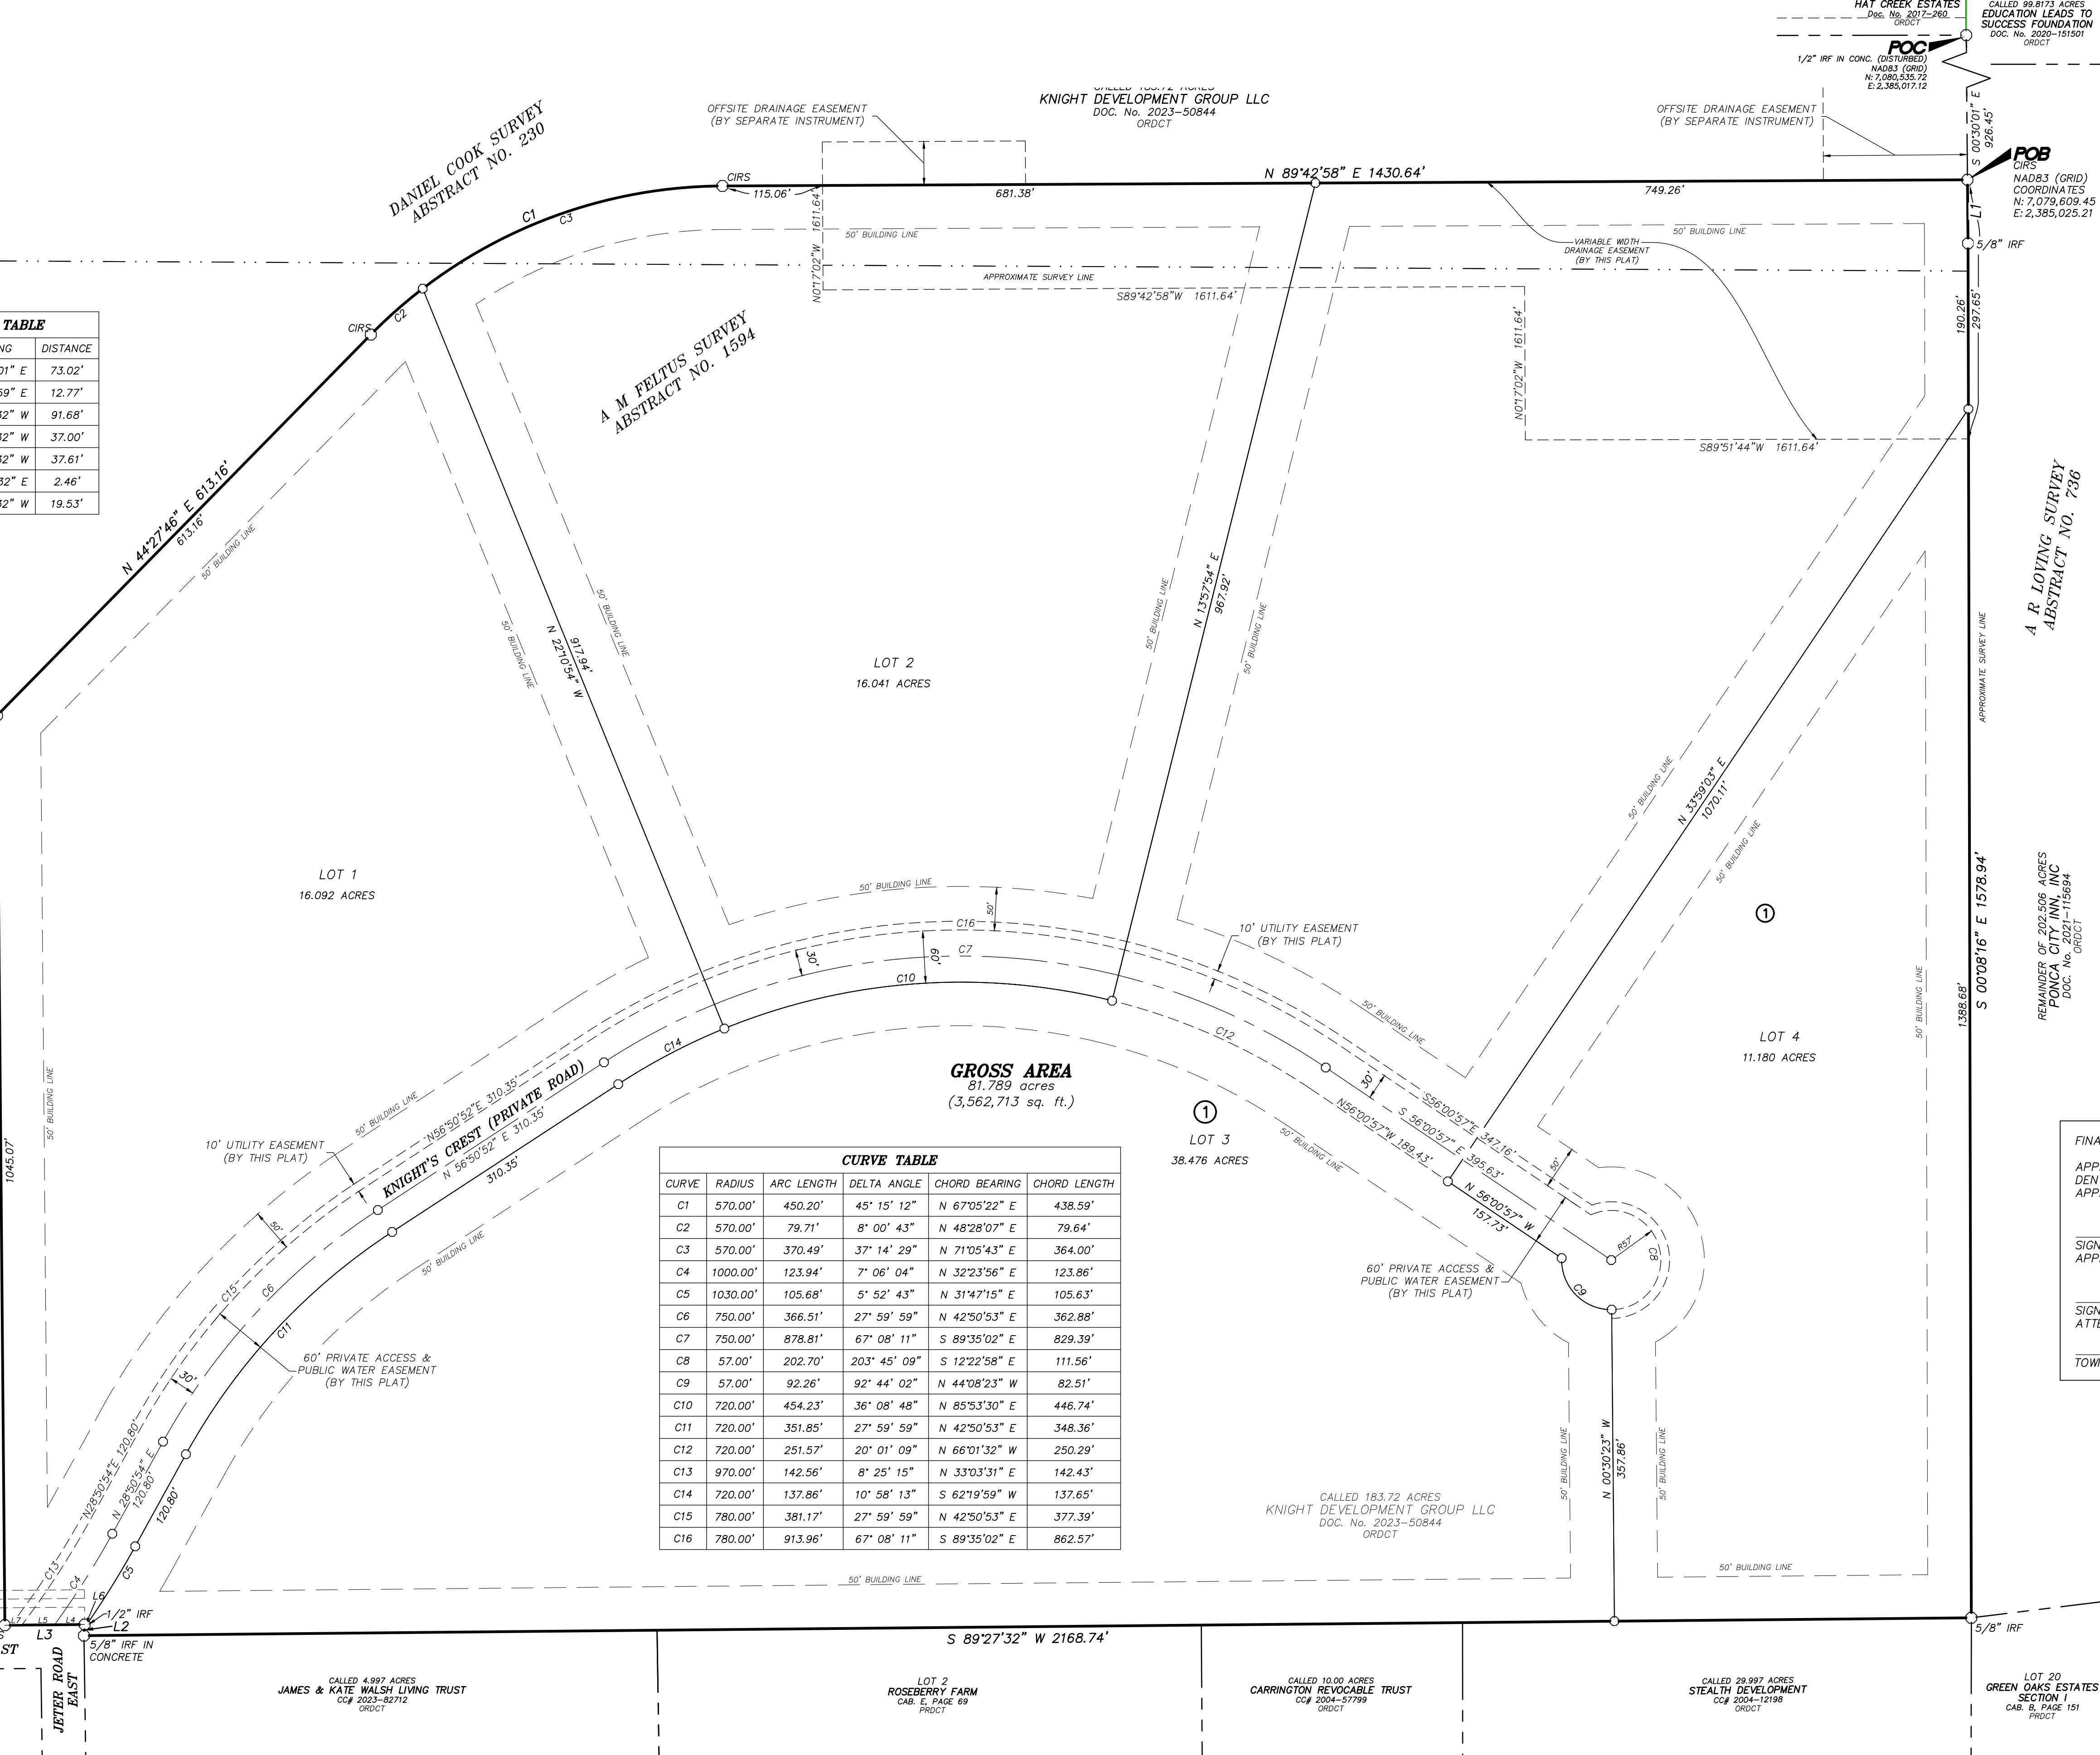 HAT CREEK ESTATES
Doc. No. 2017-260
ORDCT
CALLED 99.8173 ACRES
EDUCATION LEADS TO
SUCCESS FOUNDATION
DOC. No. 2020-151501
ORDCT
POC
1/2" IRF IN CONC. (DISTURBED)
NAD83 (GRID)
N: 7,080,535.72
E: 2,385,017.12
S 00°30'01" E
926.45'
POB
CIRS
NAD83 (GRID)
COORDINATES
N: 7,079,609.45
E: 2,385,025.21
OFFSITE DRAINAGE EASEMENT
(BY SEPARATE INSTRUMENT)
CALLED 183.72 ACRES
KNIGHT DEVELOPMENT GROUP LLC
DOC. No. 2023-50844
ORDCT
OFFSITE DRAINAGE EASEMENT
(BY SEPARATE INSTRUMENT)
DANIEL COOK SURVEY
ABSTRACT NO. 230
CIRS
115.06'
681.38'
N 89°42'58" E 1430.64'
749.26'
L1
5/8" IRF
C1
C3
C2
CIRS
50' BUILDING LINE
50' BUILDING LINE
VARIABLE WIDTH
DRAINAGE EASEMENT
(BY THIS PLAT)
APPROXIMATE SURVEY LINE
N0°17'02"W 1611.64'
S89°42'58"W 1611.64'
N0°17'02"W 1611.64'
S89°51'44"W 1611.64'
190.26'
297.65'
A M FELTUS SURVEY
ABSTRACT NO. 1594
TABLE
NG DISTANCE
01" E 73.02'
59" E 12.77'
32" W 91.68'
32" W 37.00'
32" W 37.61'
32" E 2.46'
32" W 19.53'
N 44°27'46" E 613.16'
613.16'
50' BUILDING LINE
50' BUILDING LINE
50' BUILDING LINE
917.94'
N 22°10'54" W
LOT 2
16.041 ACRES
50' BUILDING LINE
N 13°57'54" E
967.92'
50' BUILDING LINE
A R LOVING SURVEY
ABSTRACT NO. 736
APPROXIMATE SURVEY LINE
50' BUILDING LINE
N 33°59'03" E
1070.11'
50' BUILDING LINE
LOT 1
16.092 ACRES
50' BUILDING LINE
50'
C16
C7
30'
60'
C10
10' UTILITY EASEMENT
(BY THIS PLAT)
1
1388.68'
S 00°08'16" E 1578.94'
50' BUILDING LINE
REMAINDER OF 202.506 ACRES
PONCA CITY INN, INC
DOC. No. 2021-115694
ORDCT
LOT 4
11.180 ACRES
50' BUILDING LINE
C12
C14
GROSS AREA
81.789 acres
(3,562,713 sq. ft.)
1
LOT 3
38.476 ACRES
30'
S56°00'57"E 347.16'
S 56°00'57" E 395.63'
N56°00'57"W 189.43'
50' BUILDING LINE
50'
N 56°00'57" W
157.73'
R57'
C8
C9
60' PRIVATE ACCESS &
PUBLIC WATER EASEMENT
(BY THIS PLAT)
1045.07'
50' BUILDING LINE
50' BUILDING LINE
10' UTILITY EASEMENT
(BY THIS PLAT)
N56°50'52"E 310.35'
KNIGHT'S CREST (PRIVATE ROAD)
N 56°50'52" E 310.35'
310.35'
50'
50' BUILDING LINE
C15
C6
C11
60' PRIVATE ACCESS &
PUBLIC WATER EASEMENT
(BY THIS PLAT)
30'
CURVE TABLE
CURVE RADIUS ARC LENGTH DELTA ANGLE CHORD BEARING CHORD LENGTH
C1 570.00' 450.20' 45° 15' 12" N 67°05'22" E 438.59'
C2 570.00' 79.71' 8° 00' 43" N 48°28'07" E 79.64'
C3 570.00' 370.49' 37° 14' 29" N 71°05'43" E 364.00'
C4 1000.00' 123.94' 7° 06' 04" N 32°23'56" E 123.86'
C5 1030.00' 105.68' 5° 52' 43" N 31°47'15" E 105.63'
C6 750.00' 366.51' 27° 59' 59" N 42°50'53" E 362.88'
C7 750.00' 878.81' 67° 08' 11" S 89°35'02" E 829.39'
C8 57.00' 202.70' 203° 45' 09" S 12°22'58" E 111.56'
C9 57.00' 92.26' 92° 44' 02" N 44°08'23" W 82.51'
C10 720.00' 454.23' 36° 08' 48" N 85°53'30" E 446.74'
C11 720.00' 351.85' 27° 59' 59" N 42°50'53" E 348.36'
C12 720.00' 251.57' 20° 01' 09" N 66°01'32" W 250.29'
C13 970.00' 142.56' 8° 25' 15" N 33°03'31" E 142.43'
C14 720.00' 137.86' 10° 58' 13" S 62°19'59" W 137.65'
C15 780.00' 381.17' 27° 59' 59" N 42°50'53" E 377.39'
C16 780.00' 913.96' 67° 08' 11" S 89°35'02" E 862.57'
FINA
APP
DEN
APP
SIGN
APP
SIGN
ATTE
TOWN
N28°50'54"E 120.80'
N 28°50'54" E
120.80'
120.80'
C13
C4
C5
50' BUILDING LINE
N 00°30'23" W
357.86'
50' BUILDING LINE
CALLED 183.72 ACRES
KNIGHT DEVELOPMENT GROUP LLC
DOC. No. 2023-50844
ORDCT
50' BUILDING LINE
50' BUILDING LINE
L6
L7
L5
L4
1/2" IRF
L2
L3
5/8" IRF IN
CONCRETE
S 89°27'32" W 2168.74'
5/8" IRF
ST
JETER ROAD
EAST
CALLED 4.997 ACRES
JAMES & KATE WALSH LIVING TRUST
CC# 2023-82712
ORDCT
LOT 2
ROSEBERRY FARM
CAB. E, PAGE 69
PRDCT
CALLED 10.00 ACRES
CARRINGTON REVOCABLE TRUST
CC# 2004-57799
ORDCT
CALLED 29.997 ACRES
STEALTH DEVELOPMENT
CC# 2004-12198
ORDCT
LOT 20
GREEN OAKS ESTATES
SECTION I
CAB. B, PAGE 151
PRDCT